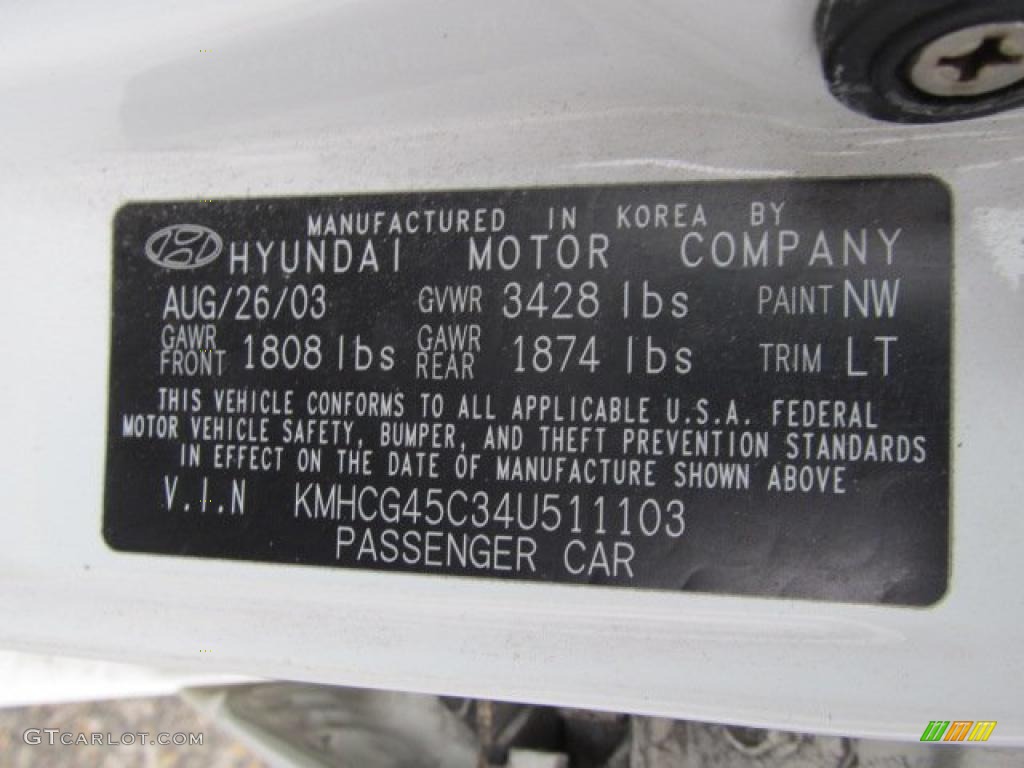 MANUFACTURED IN KOREA BY
HYUNDAI MOTOR COMPANY
AUG/26/03 GVWR 3428 lbs PAINT NW
GAWR FRONT 1808 lbs GAWR REAR 1874 lbs TRIM LT
THIS VEHICLE CONFORMS TO ALL APPLICABLE U.S.A. FEDERAL
MOTOR VEHICLE SAFETY, BUMPER, AND THEFT PREVENTION STANDARDS
IN EFFECT ON THE DATE OF MANUFACTURE SHOWN ABOVE
V.I.N KMHCG45C34U511103
PASSENGER CAR
GTCARLOT.COM